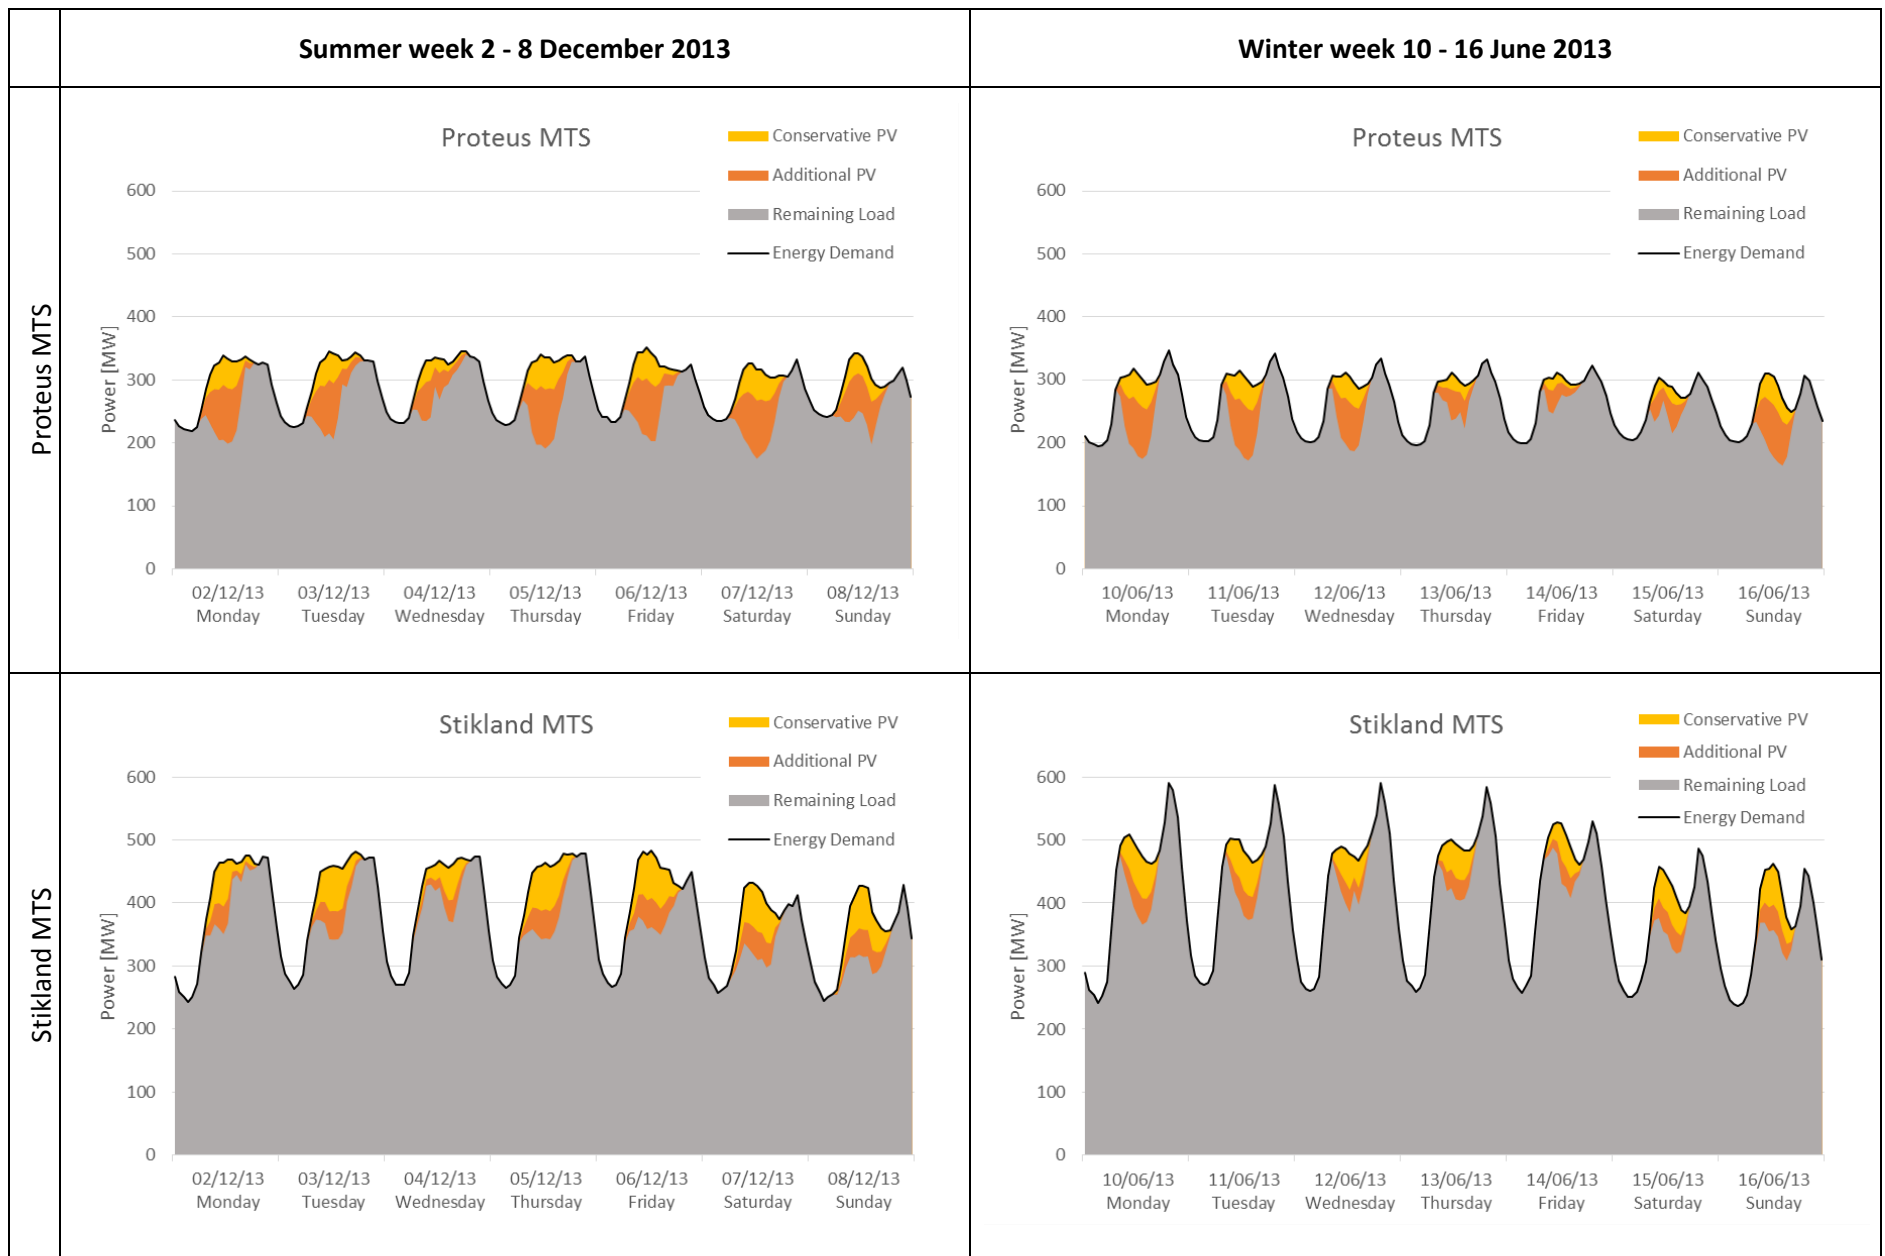 Summer week 2 - 8 December 2013
Winter week 10 - 16 June 2013
Proteus MTS
Proteus MTS
Conservative PV
Additional PV
Remaining Load
Energy Demand
600
500
400
300
200
100
0
Power [MW]
02/12/13 03/12/13 04/12/13 05/12/13 06/12/13 07/12/13 08/12/13
Monday Tuesday Wednesday Thursday Friday Saturday Sunday
Proteus MTS
Conservative PV
Additional PV
Remaining Load
Energy Demand
600
500
400
300
200
100
0
Power [MW]
10/06/13 11/06/13 12/06/13 13/06/13 14/06/13 15/06/13 16/06/13
Monday Tuesday Wednesday Thursday Friday Saturday Sunday
Stikland MTS
Stikland MTS
Conservative PV
Additional PV
Remaining Load
Energy Demand
600
500
400
300
200
100
0
Power [MW]
02/12/13 03/12/13 04/12/13 05/12/13 06/12/13 07/12/13 08/12/13
Monday Tuesday Wednesday Thursday Friday Saturday Sunday
Stikland MTS
Conservative PV
Additional PV
Remaining Load
Energy Demand
600
500
400
300
200
100
0
Power [MW]
10/06/13 11/06/13 12/06/13 13/06/13 14/06/13 15/06/13 16/06/13
Monday Tuesday Wednesday Thursday Friday Saturday Sunday